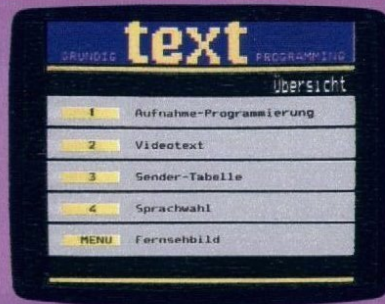 GRUNDIG text PROGRAMMING
Übersicht
1 Aufnahme-Programmierung
2 Videotext
3 Sender-Tabelle
4 Sprachwahl
MENU Fernsehbild